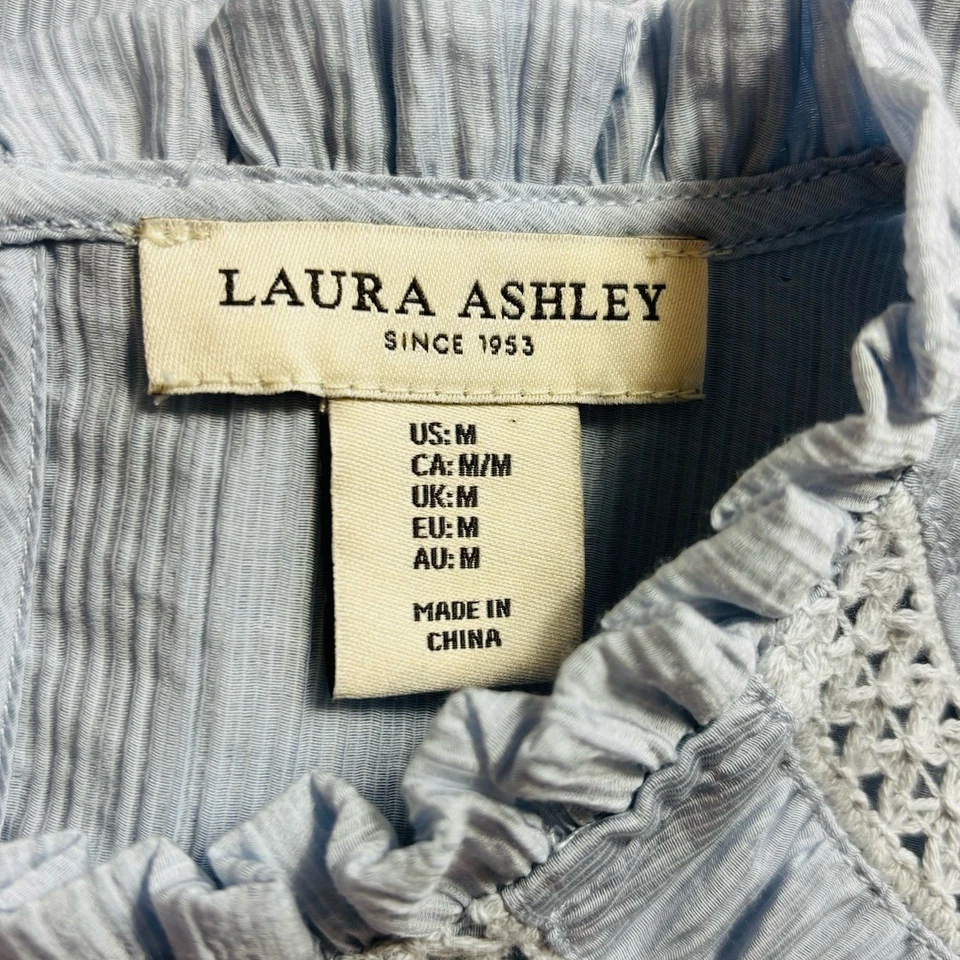 LAURA ASHLEY
SINCE 1953
US: M
CA: M/M
UK: M
EU: M
AU: M
MADE IN
CHINA